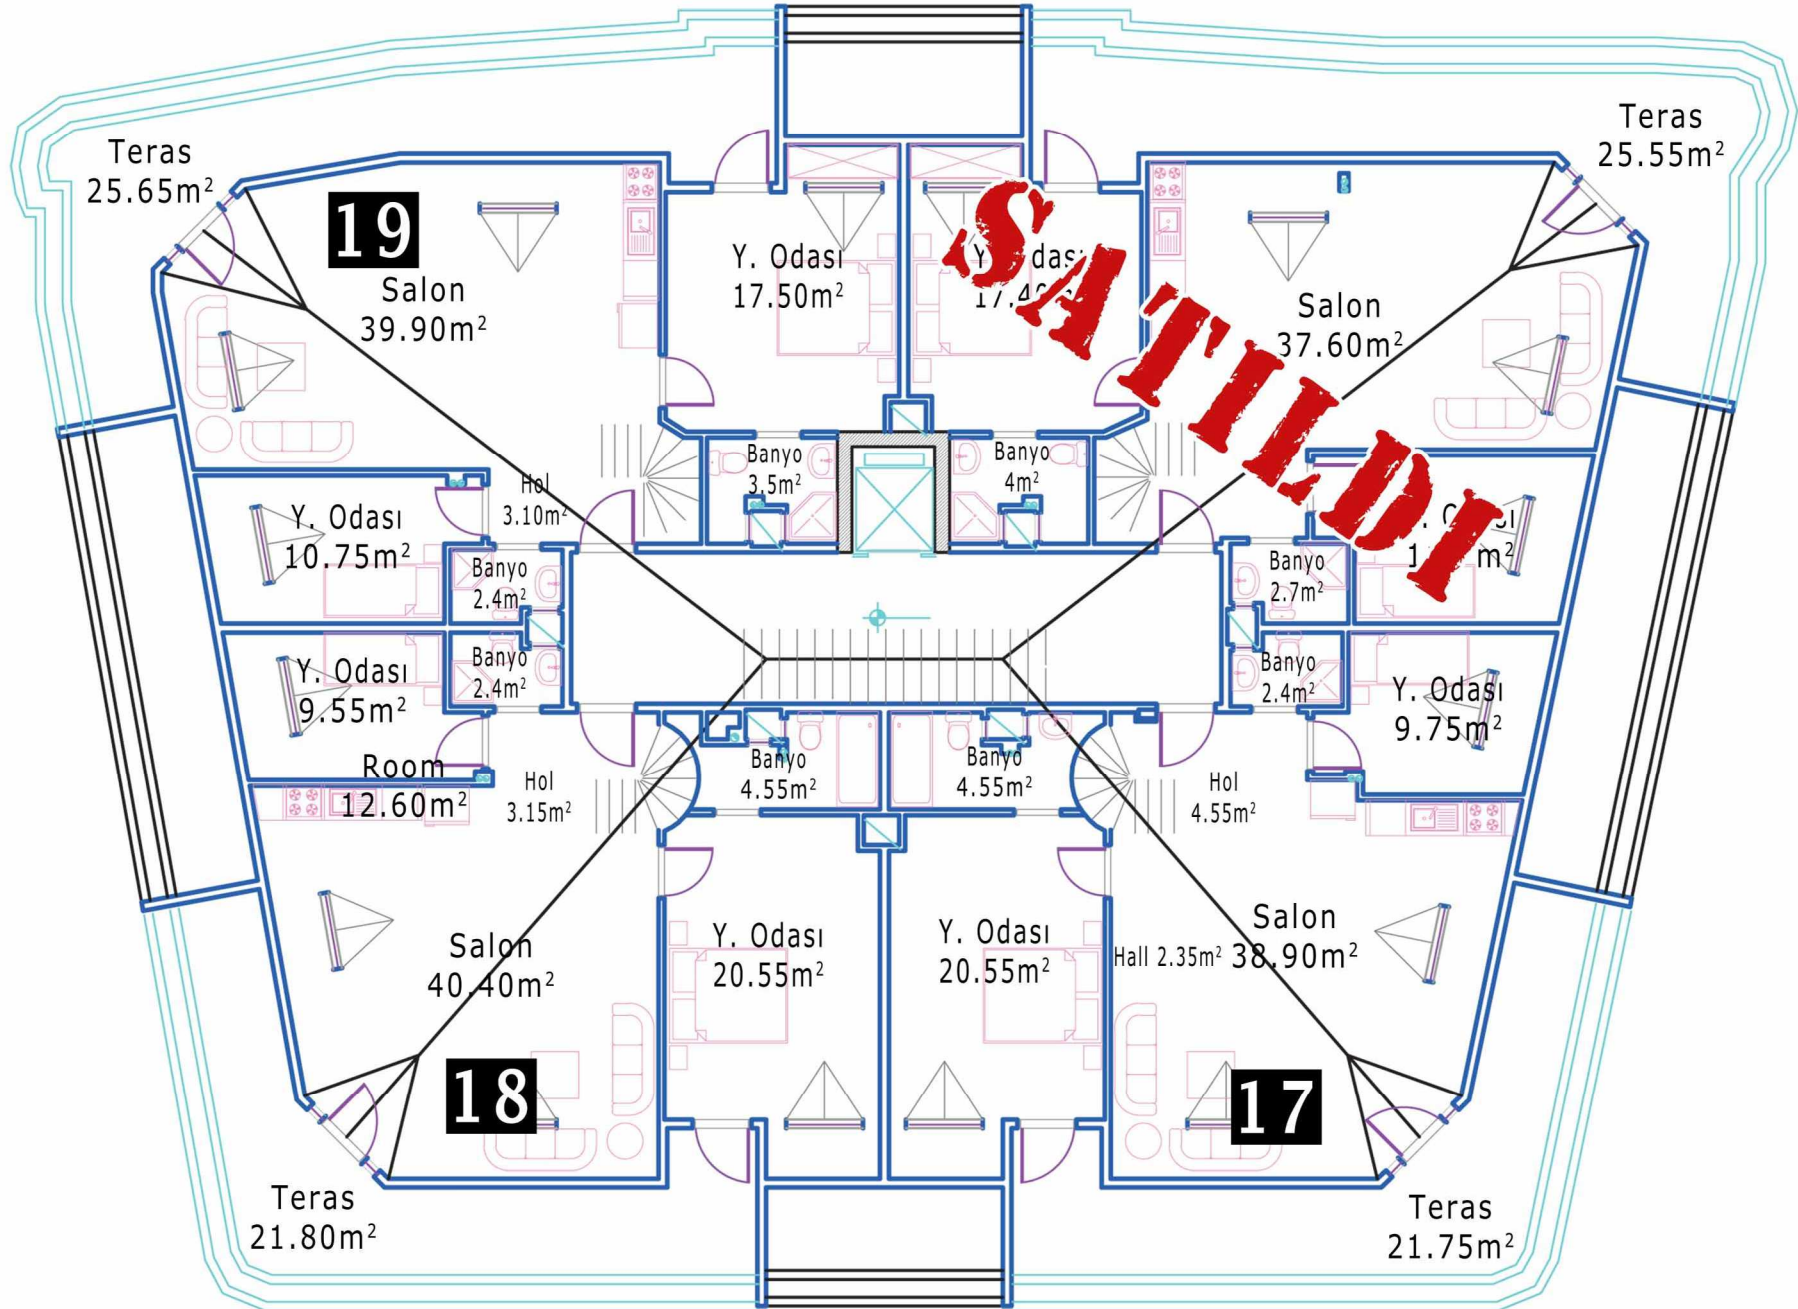 Teras
25.65m²
19
Salon
39.90m²
Y. Odası
17.50m²
Teras
25.55m²
Salon
37.60m²
SATILDI
Banyo
3.5m²
Banyo
4m²
Hol
3.10m²
Y. Odası
10.75m²
Banyo
2.4m²
Banyo
2.7m²
Y. Odası
9.55m²
Banyo
2.4m²
Banyo
2.4m²
Y. Odası
9.75m²
Room
12.60m²
Hol
3.15m²
Banyo
4.55m²
Banyo
4.55m²
Hol
4.55m²
Salon
40.40m²
Y. Odası
20.55m²
Y. Odası
20.55m²
Hall 2.35m²
Salon
38.90m²
18
17
Teras
21.80m²
Teras
21.75m²